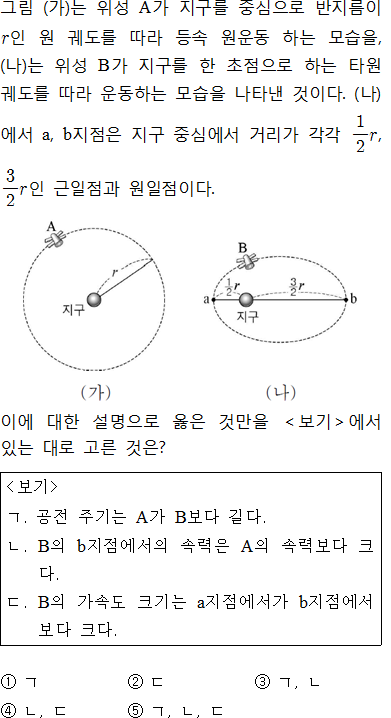 그림 (가)는 위성 A가 지구를 중심으로 반지름이
r인 원 궤도를 따라 등속 원운동 하는 모습을,
(나)는 위성 B가 지구를 한 초점으로 하는 타원
궤도를 따라 운동하는 모습을 나타낸 것이다. (나)
에서 a, b지점은 지구 중심에서 거리가 각각 1/2 r,
3/2 r인 근일점과 원일점이다.
A
r
지구
(가)
B
a 1/2 r 3/2 r b
지구
(나)
이에 대한 설명으로 옳은 것만을 <보기>에서
있는 대로 고른 것은?
<보기>
ㄱ. 공전 주기는 A가 B보다 길다.
ㄴ. B의 b지점에서의 속력은 A의 속력보다 크
다.
ㄷ. B의 가속도 크기는 a지점에서가 b지점에서
보다 크다.
① ㄱ ② ㄷ ③ ㄱ, ㄴ
④ ㄴ, ㄷ ⑤ ㄱ, ㄴ, ㄷ